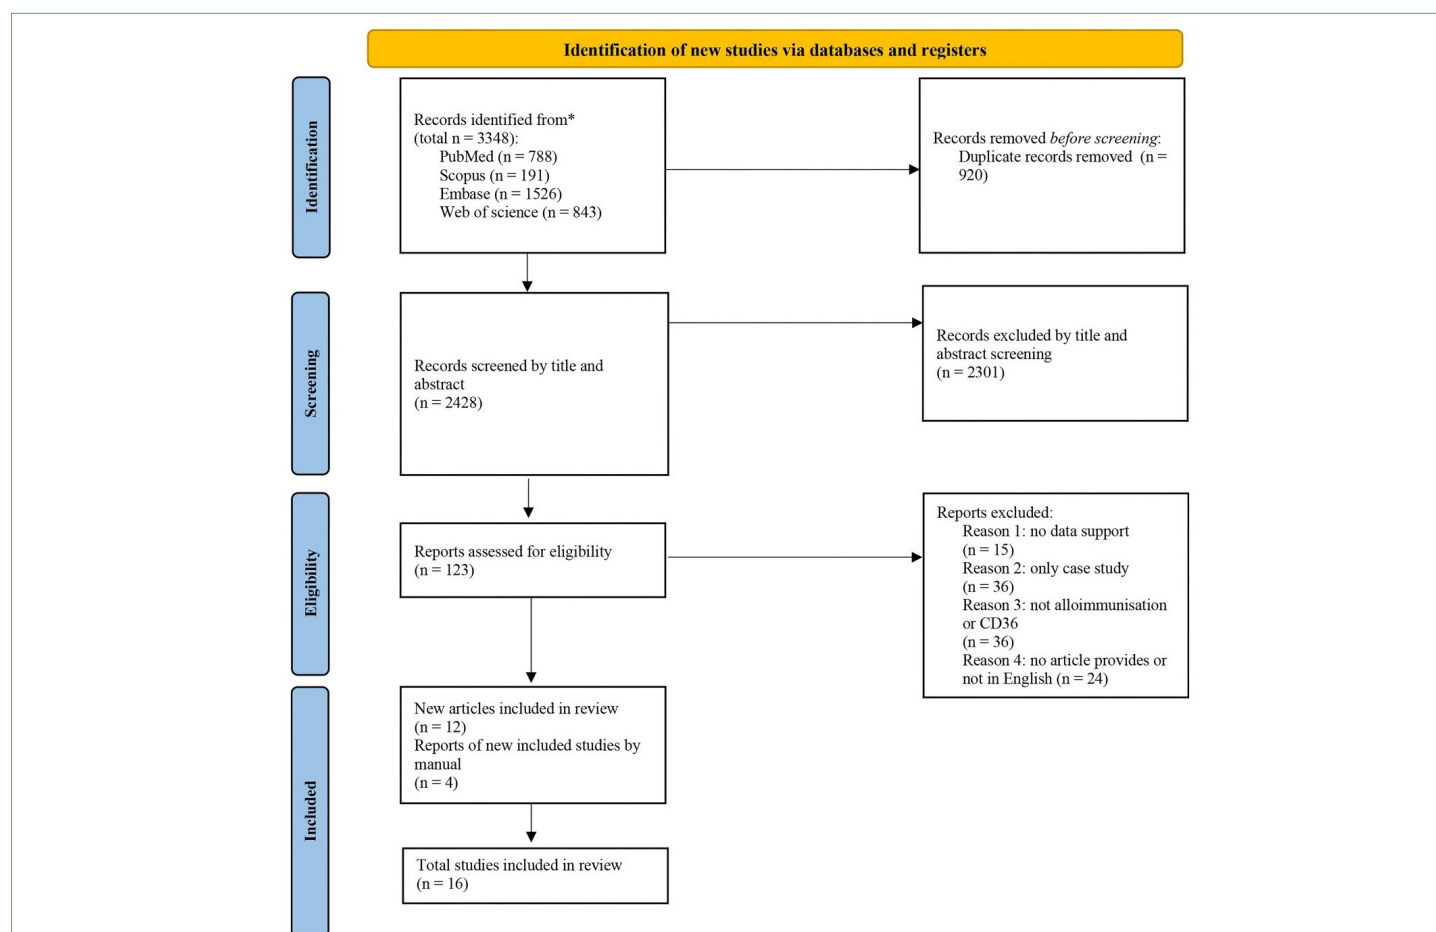 Identification of new studies via databases and registers
Identification
Records identified from*
(total n = 3348):
PubMed (n = 788)
Scopus (n = 191)
Embase (n = 1526)
Web of science (n = 843)
Records removed before screening:
Duplicate records removed (n =
920)
Screening
Records screened by title and
abstract
(n = 2428)
Records excluded by title and
abstract screening
(n = 2301)
Eligibility
Reports assessed for eligibility
(n = 123)
Reports excluded:
Reason 1: no data support
(n = 15)
Reason 2: only case study
(n = 36)
Reason 3: not alloimmunisation
or CD36
(n = 36)
Reason 4: no article provides or
not in English (n = 24)
Included
New articles included in review
(n = 12)
Reports of new included studies by
manual
(n = 4)
Total studies included in review
(n = 16)